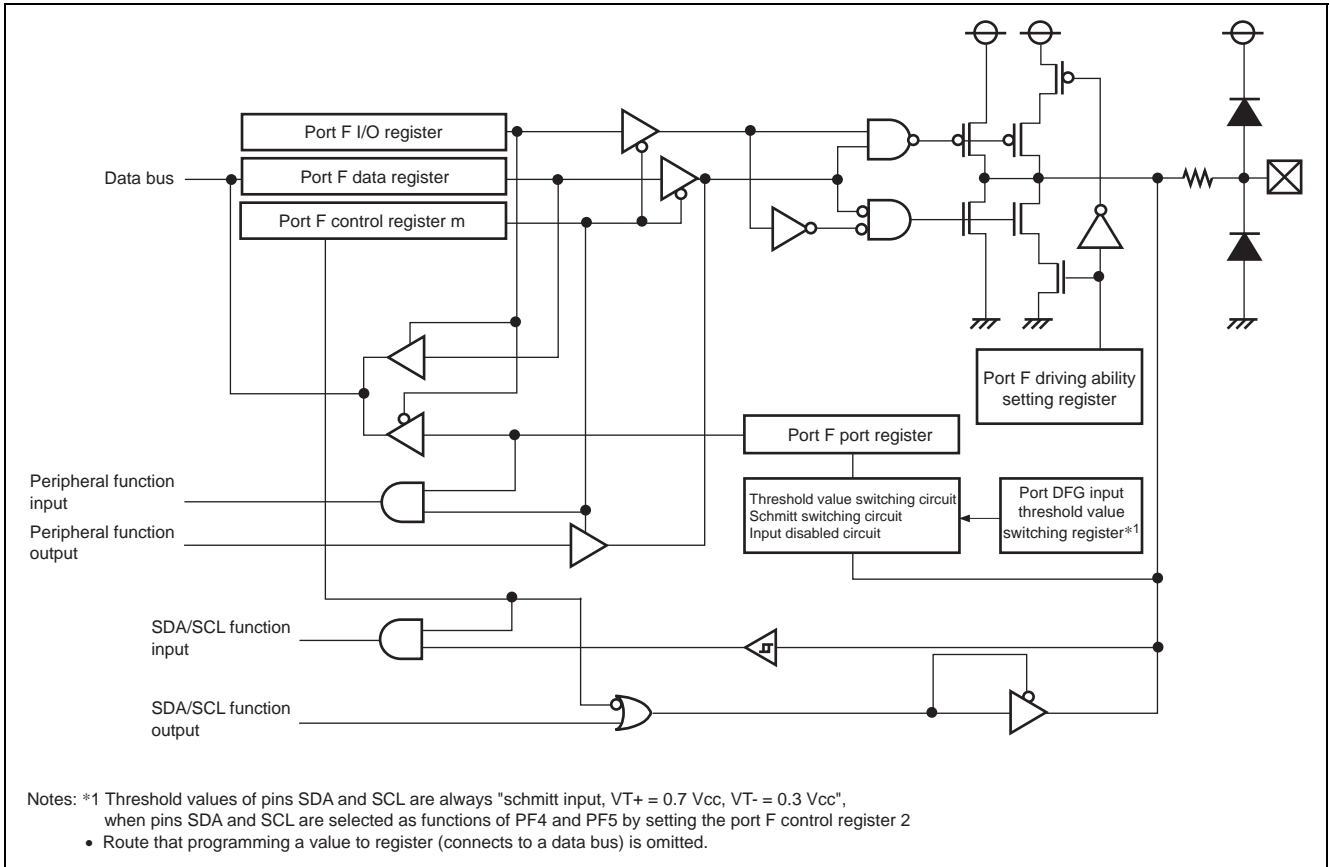 Port F I/O register
Data bus
Port F data register
Port F control register m
Port F driving ability
setting register
Port F port register
Peripheral function
input
Threshold value switching circuit
Schmitt switching circuit
Input disabled circuit
Port DFG input
threshold value
switching register*1
Peripheral function
output
SDA/SCL function
input
SDA/SCL function
output
Notes: *1 Threshold values of pins SDA and SCL are always "schmitt input, VT+ = 0.7 Vcc, VT- = 0.3 Vcc",
when pins SDA and SCL are selected as functions of PF4 and PF5 by setting the port F control register 2
• Route that programming a value to register (connects to a data bus) is omitted.